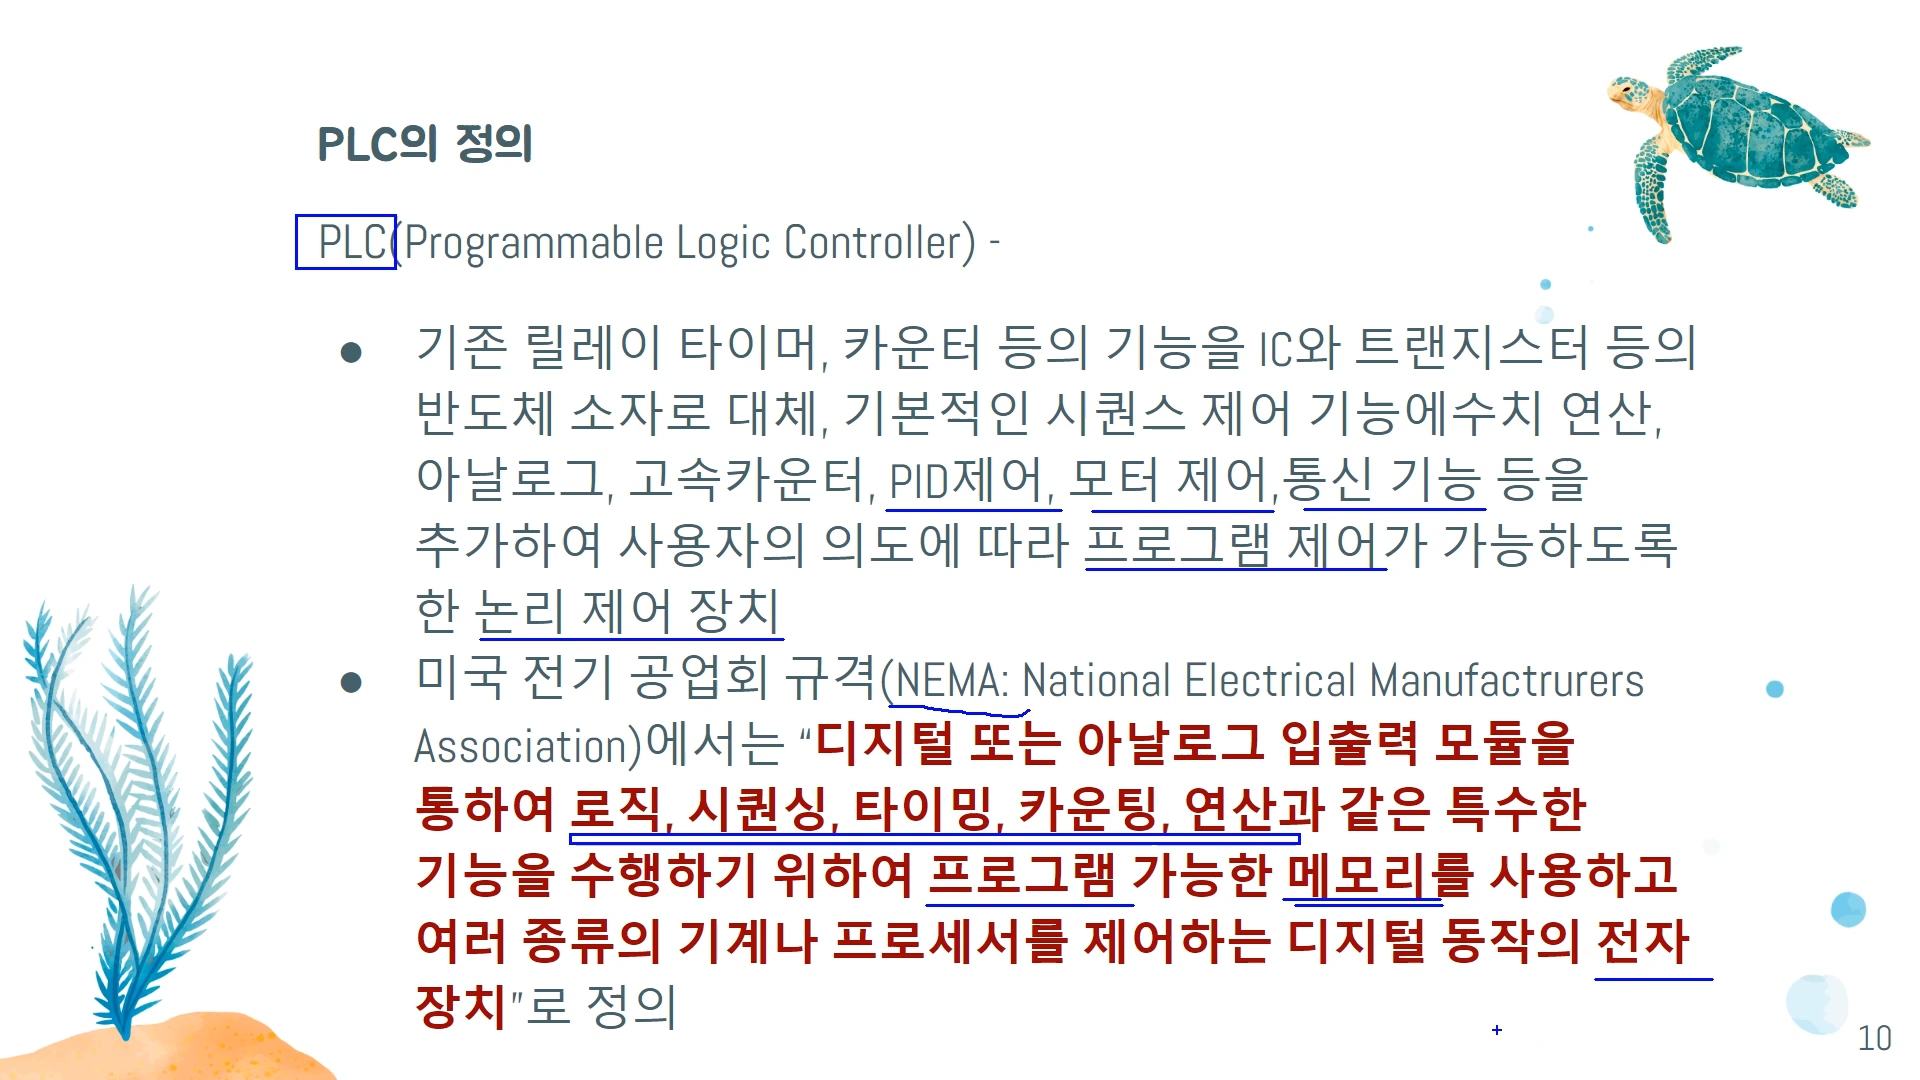 PLC의 정의
PLC(Programmable Logic Controller) -
● 기존 릴레이 타이머, 카운터 등의 기능을 IC와 트랜지스터 등의
반도체 소자로 대체, 기본적인 시퀀스 제어 기능에수치 연산,
아날로그, 고속카운터, PID제어, 모터 제어,통신 기능 등을
추가하여 사용자의 의도에 따라 프로그램 제어가 가능하도록
한 논리 제어 장치
● 미국 전기 공업회 규격(NEMA: National Electrical Manufactrurers
Association)에서는 “디지털 또는 아날로그 입출력 모듈을
통하여 로직, 시퀀싱, 타이밍, 카운팅, 연산과 같은 특수한
기능을 수행하기 위하여 프로그램 가능한 메모리를 사용하고
여러 종류의 기계나 프로세서를 제어하는 디지털 동작의 전자
장치”로 정의
10